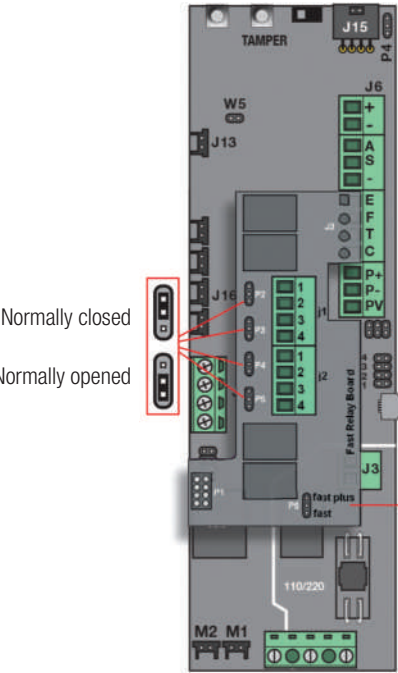 TAMPER
J15
P4
J6
W5
+
-
J13
A
S
-
E
F
T
C
J3
P+
P-
PV
J16
P2
P3
P4
P5
1
2
3
4
j1
1
2
3
4
j2
Normally closed
Normally opened
Fast Relay Board
J3
P1
P6
fast plus
fast
110/220
M2 M1